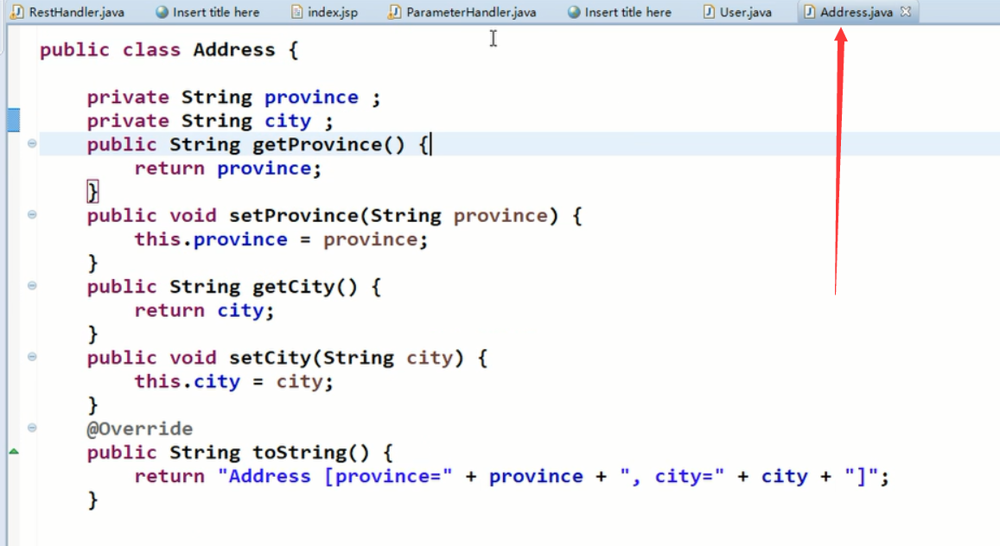 RestHandler.java Insert title here index.jsp ParameterHandler.java Insert title here User.java Address.java
public class Address {
private String province ;
private String city ;
public String getProvince() {
return province;
}
public void setProvince(String province) {
this.province = province;
}
public String getCity() {
return city;
}
public void setCity(String city) {
this.city = city;
}
@Override
public String toString() {
return "Address [province=" + province + ", city=" + city + "]";
}